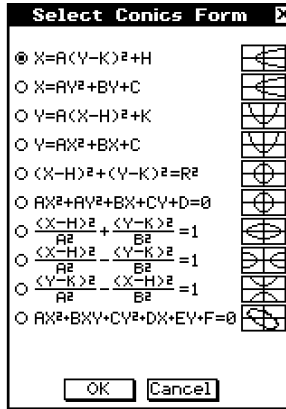 Select Conics Form
X=A(Y-K)²+H
X=AY²+BY+C
Y=A(X-H)²+K
Y=AX²+BX+C
(X-H)²+(Y-K)²=R²
AX²+AY²+BX+CY+D=0
(X-H)²/A²+(Y-K)²/B²=1
(X-H)²/A²-(Y-K)²/B²=1
(Y-K)²/A²-(X-H)²/B²=1
AX²+BXY+CY²+DX+EY+F=0
OK Cancel